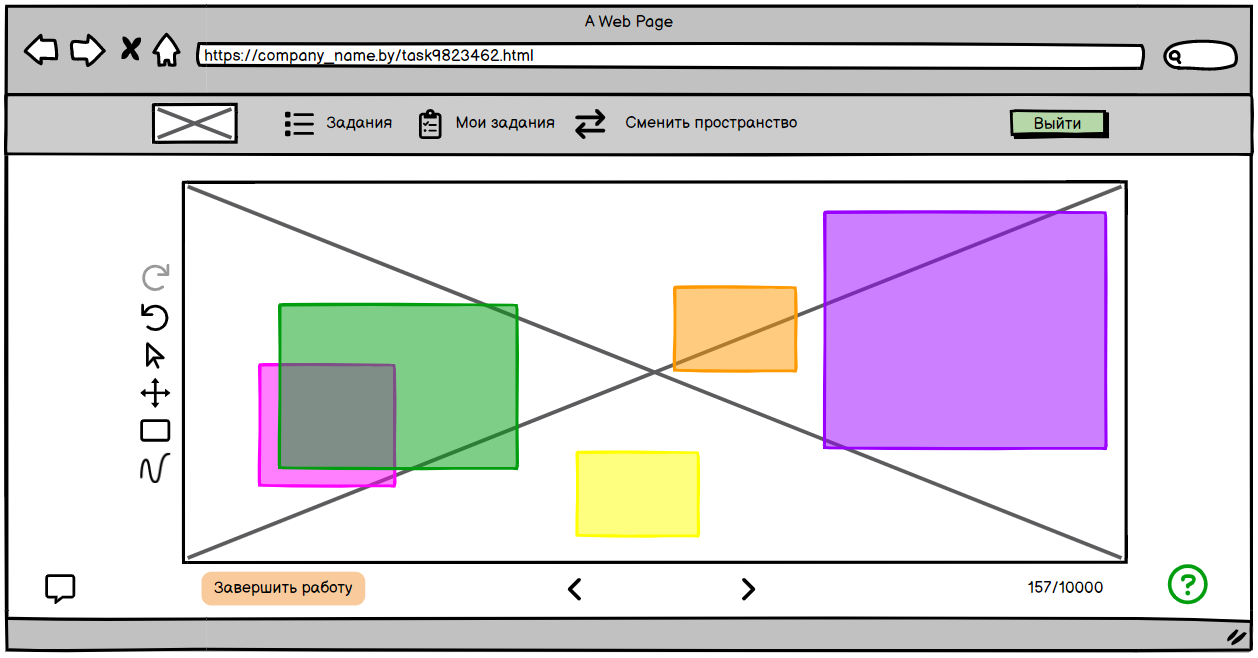 A Web Page
https://company_name.by/task9823462.html
Задания
Мои задания
Сменить пространство
Выйти
Завершить работу
157/10000
?